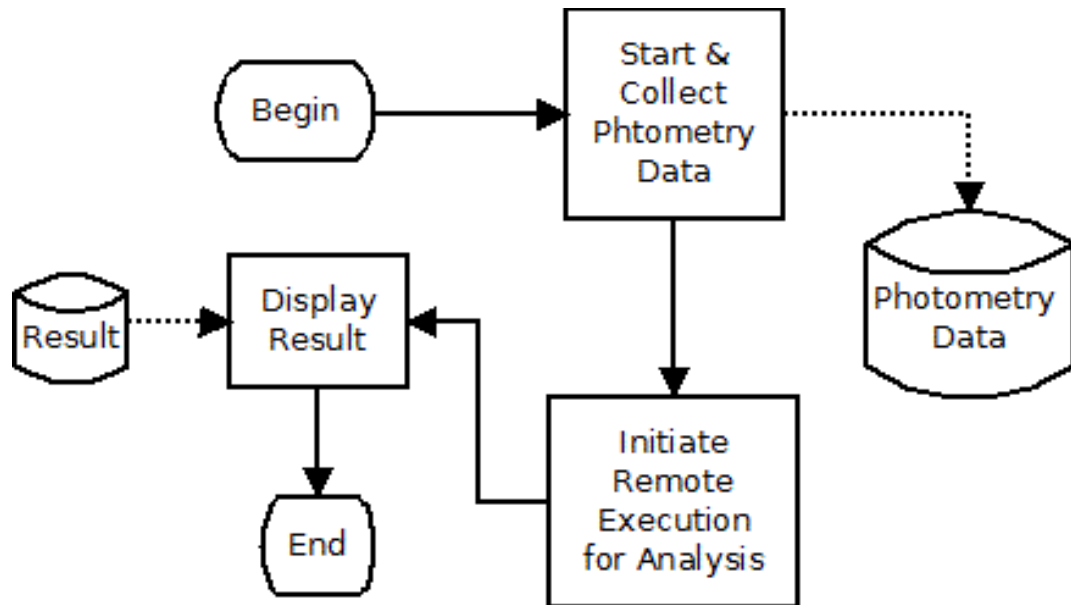 Begin
Start &
Collect
Phtometry
Data
Photometry
Data
Result
Display
Result
Initiate
Remote
Execution
for Analysis
End